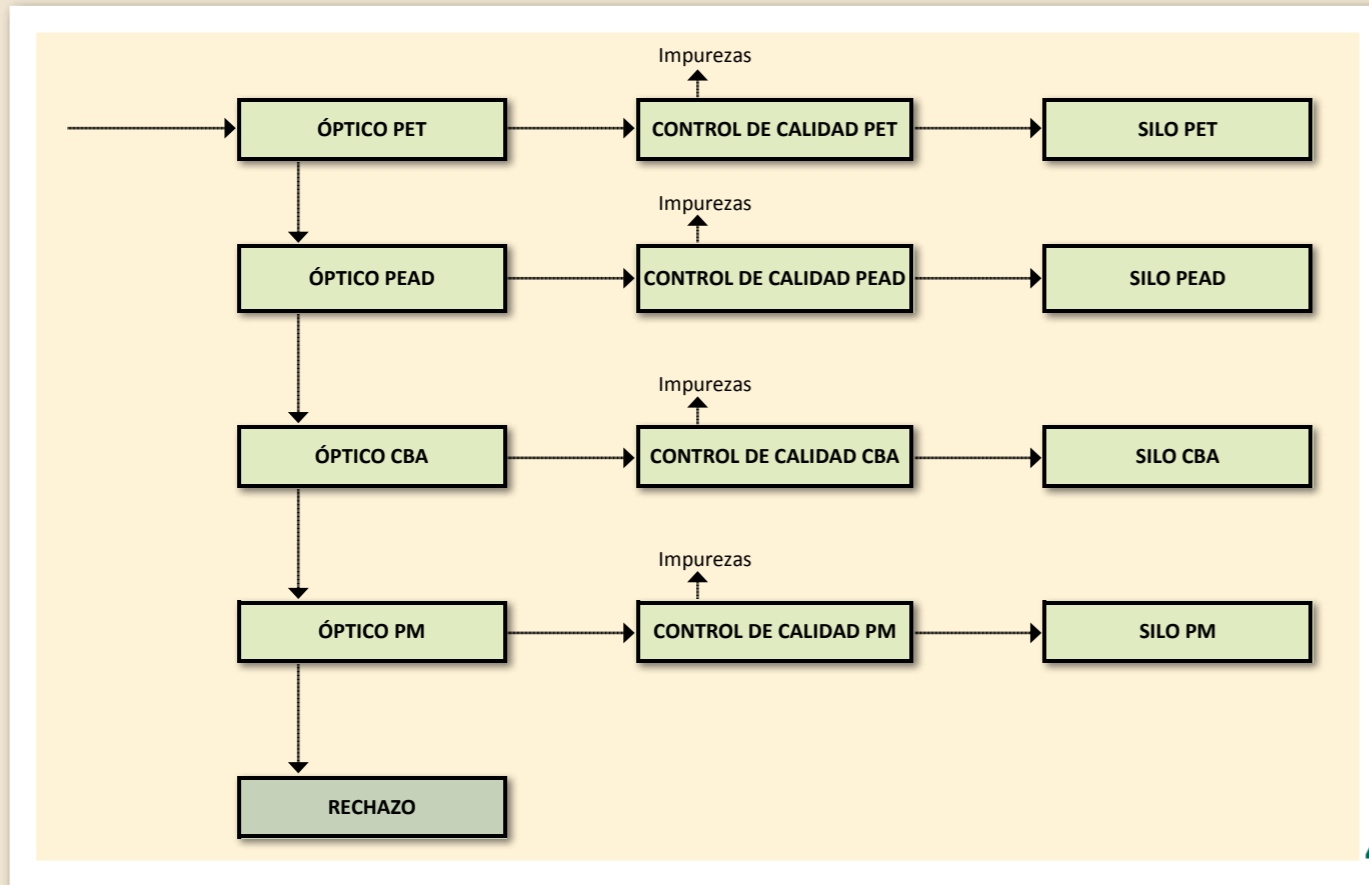 Impurezas
ÓPTICO PET
CONTROL DE CALIDAD PET
SILO PET
Impurezas
ÓPTICO PEAD
CONTROL DE CALIDAD PEAD
SILO PEAD
Impurezas
ÓPTICO CBA
CONTROL DE CALIDAD CBA
SILO CBA
Impurezas
ÓPTICO PM
CONTROL DE CALIDAD PM
SILO PM
RECHAZO